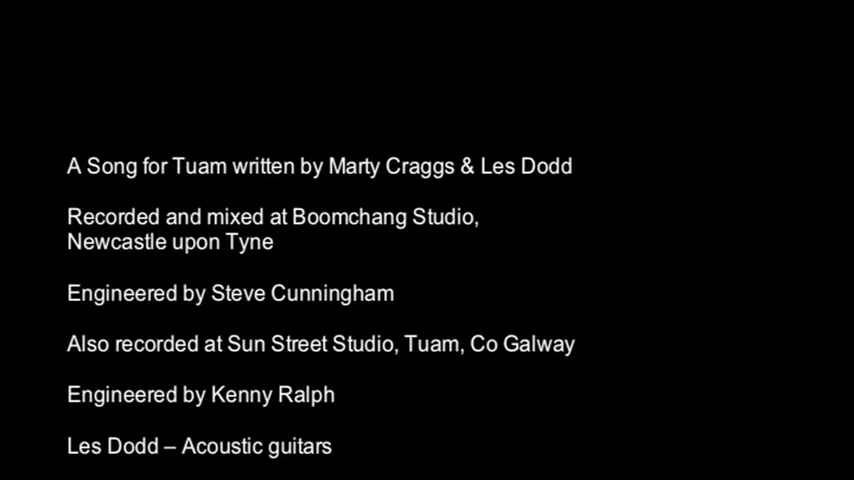 A Song for Tuam written by Marty Craggs & Les Dodd
Recorded and mixed at Boomchang Studio,
Newcastle upon Tyne
Engineered by Steve Cunningham
Also recorded at Sun Street Studio, Tuam, Co Galway
Engineered by Kenny Ralph
Les Dodd – Acoustic guitars